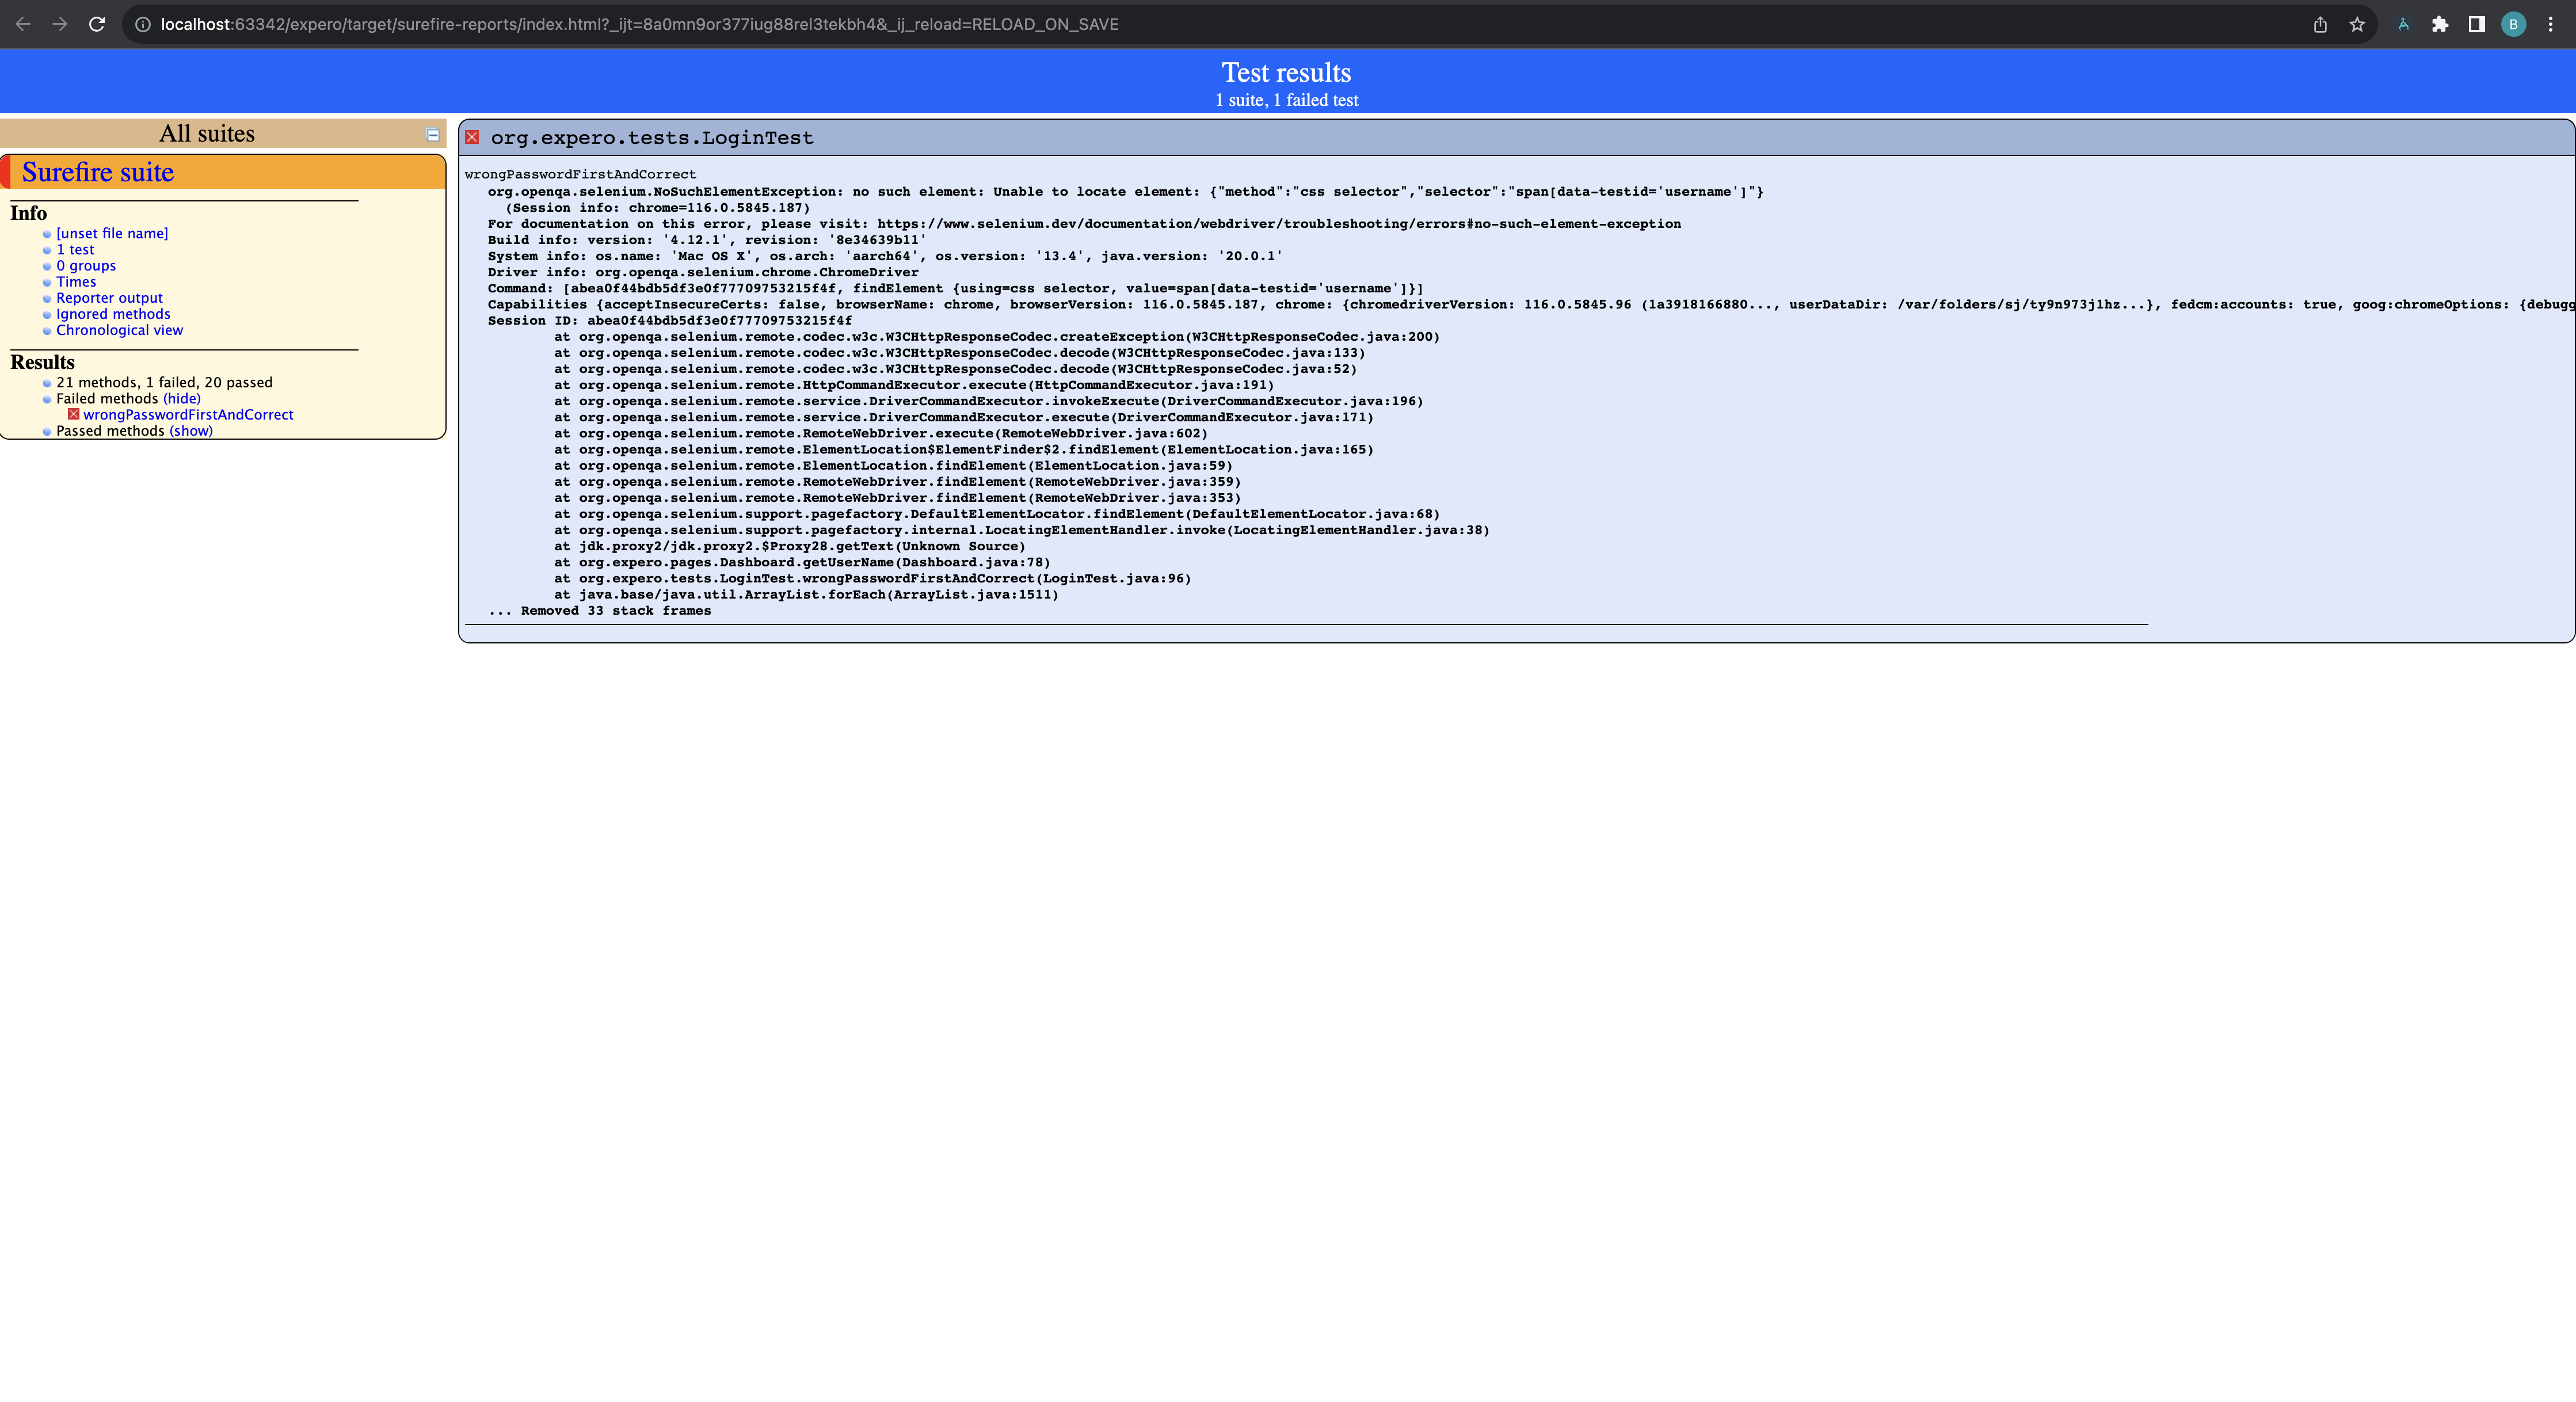 localhost:63342/expero/target/surefire-reports/index.html?_ijt=8a0mn9or377iug88rel3tekbh4&_ij_reload=RELOAD_ON_SAVE
B
Test results
1 suite, 1 failed test
All suites
Surefire suite
Info
[unset file name]
1 test
0 groups
Times
Reporter output
Ignored methods
Chronological view
Results
21 methods, 1 failed, 20 passed
Failed methods (hide)
wrongPasswordFirstAndCorrect
Passed methods (show)
org.expero.tests.LoginTest
wrongPasswordFirstAndCorrect
org.openqa.selenium.NoSuchElementException: no such element: Unable to locate element: {"method":"css selector","selector":"span[data-testid='username']"}
(Session info: chrome=116.0.5845.187)
For documentation on this error, please visit: https://www.selenium.dev/documentation/webdriver/troubleshooting/errors#no-such-element-exception
Build info: version: '4.12.1', revision: '8e34639b11'
System info: os.name: 'Mac OS X', os.arch: 'aarch64', os.version: '13.4', java.version: '20.0.1'
Driver info: org.openqa.selenium.chrome.ChromeDriver
Command: [abea0f44bdb5df3e0f77709753215f4f, findElement {using=css selector, value=span[data-testid='username']}]
Capabilities {acceptInsecureCerts: false, browserName: chrome, browserVersion: 116.0.5845.187, chrome: {chromedriverVersion: 116.0.5845.96 (1a3918166880..., userDataDir: /var/folders/sj/ty9n973j1hz...}, fedcm:accounts: true, goog:chromeOptions: {debugg
Session ID: abea0f44bdb5df3e0f77709753215f4f
at org.openqa.selenium.remote.codec.w3c.W3CHttpResponseCodec.createException(W3CHttpResponseCodec.java:200)
at org.openqa.selenium.remote.codec.w3c.W3CHttpResponseCodec.decode(W3CHttpResponseCodec.java:133)
at org.openqa.selenium.remote.codec.w3c.W3CHttpResponseCodec.decode(W3CHttpResponseCodec.java:52)
at org.openqa.selenium.remote.HttpCommandExecutor.execute(HttpCommandExecutor.java:191)
at org.openqa.selenium.remote.service.DriverCommandExecutor.invokeExecute(DriverCommandExecutor.java:196)
at org.openqa.selenium.remote.service.DriverCommandExecutor.execute(DriverCommandExecutor.java:171)
at org.openqa.selenium.remote.RemoteWebDriver.execute(RemoteWebDriver.java:602)
at org.openqa.selenium.remote.ElementLocation$ElementFinder$2.findElement(ElementLocation.java:165)
at org.openqa.selenium.remote.ElementLocation.findElement(ElementLocation.java:59)
at org.openqa.selenium.remote.RemoteWebDriver.findElement(RemoteWebDriver.java:359)
at org.openqa.selenium.remote.RemoteWebDriver.findElement(RemoteWebDriver.java:353)
at org.openqa.selenium.support.pagefactory.DefaultElementLocator.findElement(DefaultElementLocator.java:68)
at org.openqa.selenium.support.pagefactory.internal.LocatingElementHandler.invoke(LocatingElementHandler.java:38)
at jdk.proxy2/jdk.proxy2.$Proxy28.getText(Unknown Source)
at org.expero.pages.Dashboard.getUserName(Dashboard.java:78)
at org.expero.tests.LoginTest.wrongPasswordFirstAndCorrect(LoginTest.java:96)
at java.base/java.util.ArrayList.forEach(ArrayList.java:1511)
... Removed 33 stack frames